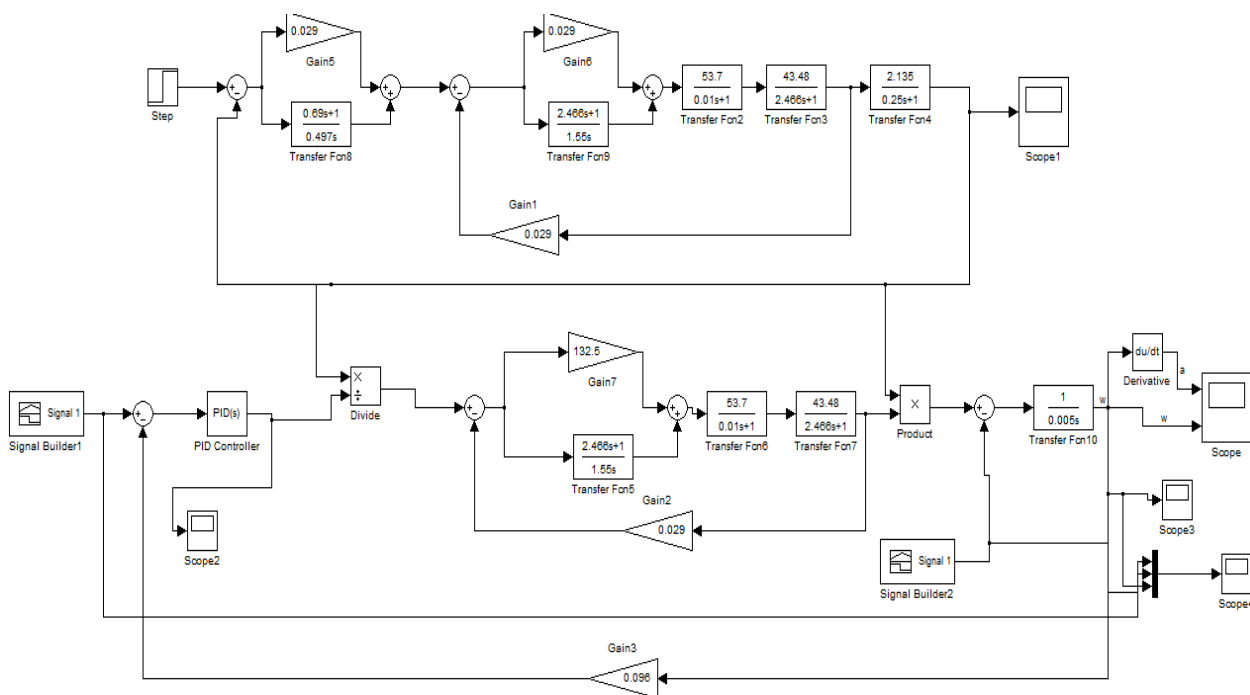 0.029
Gain5
Step
0.69s+1
0.497s
Transfer Fcn8
0.029
Gain6
2.466s+1
1.55s
Transfer Fcn9
53.7
0.01s+1
Transfer Fcn2
43.48
2.466s+1
Transfer Fcn3
2.135
0.25s+1
Transfer Fcn4
Scope1
Gain1
0.029
Signal 1
Signal Builder1
PID(s)
PID Controller
Scope2
×
÷
Divide
132.5
Gain7
2.466s+1
1.55s
Transfer Fcn5
53.7
0.01s+1
Transfer Fcn6
43.48
2.466s+1
Transfer Fcn7
Gain2
0.029
×
Product
Signal 1
Signal Builder2
1
0.005s
Transfer Fcn10
w
du/dt
Derivative
a
w
Scope
Scope3
Scope4
Gain3
0.096